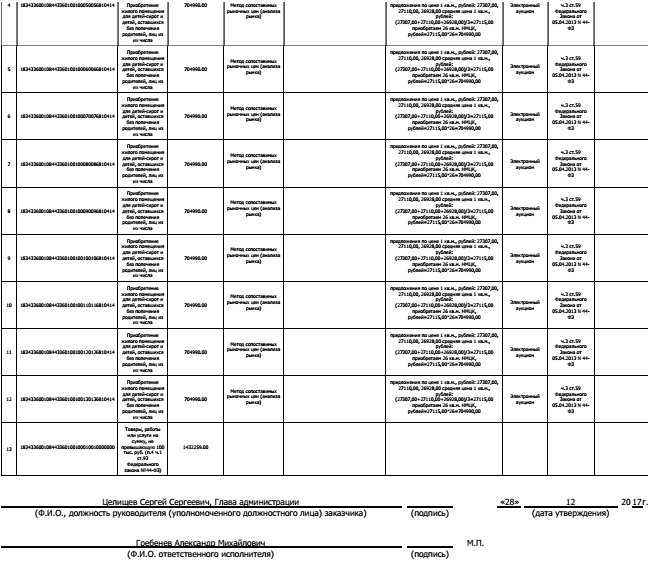 4
Приобретение
жилого помещения
для детей-сирот и
детей, оставшихся
без попечения
родителей, лиц из
их числа
704990.00
Метод сопоставимых
рыночных цен (анализа
рынка)
предложения по цене 1 кв.м., рублей: 27307,00,
27110,00, 26928,00 средняя цена 1 кв.м.,
рублей:
(27307,00+27110,00+26928,00)/3=27115,00
приобретаем 26 кв.м. НМЦК,
рублей=27115,00*26=704990,00
Электронный
аукцион
ч.3 ст.59
Федерального
Закона от
05.04.2013 N 44-
ФЗ
5
Приобретение
жилого помещения
для детей-сирот и
детей, оставшихся
без попечения
родителей, лиц из
их числа
704990.00
Метод сопоставимых
рыночных цен (анализа
рынка)
предложения по цене 1 кв.м., рублей: 27307,00,
27110,00, 26928,00 средняя цена 1 кв.м.,
рублей:
(27307,00+27110,00+26928,00)/3=27115,00
приобретаем 26 кв.м. НМЦК,
рублей=27115,00*26=704990,00
Электронный
аукцион
ч.3 ст.59
Федерального
Закона от
05.04.2013 N 44-
ФЗ
6
Приобретение
жилого помещения
для детей-сирот и
детей, оставшихся
без попечения
родителей, лиц из
их числа
704990.00
Метод сопоставимых
рыночных цен (анализа
рынка)
предложения по цене 1 кв.м., рублей: 27307,00,
27110,00, 26928,00 средняя цена 1 кв.м.,
рублей:
(27307,00+27110,00+26928,00)/3=27115,00
приобретаем 26 кв.м. НМЦК,
рублей=27115,00*26=704990,00
Электронный
аукцион
ч.3 ст.59
Федерального
Закона от
05.04.2013 N 44-
ФЗ
7
Приобретение
жилого помещения
для детей-сирот и
детей, оставшихся
без попечения
родителей, лиц из
их числа
704990.00
Метод сопоставимых
рыночных цен (анализа
рынка)
предложения по цене 1 кв.м., рублей: 27307,00,
27110,00, 26928,00 средняя цена 1 кв.м.,
рублей:
(27307,00+27110,00+26928,00)/3=27115,00
приобретаем 26 кв.м. НМЦК,
рублей=27115,00*26=704990,00
Электронный
аукцион
ч.3 ст.59
Федерального
Закона от
05.04.2013 N 44-
ФЗ
8
Приобретение
жилого помещения
для детей-сирот и
детей, оставшихся
без попечения
родителей, лиц из
их числа
704990.00
Метод сопоставимых
рыночных цен (анализа
рынка)
предложения по цене 1 кв.м., рублей: 27307,00,
27110,00, 26928,00 средняя цена 1 кв.м.,
рублей:
(27307,00+27110,00+26928,00)/3=27115,00
приобретаем 26 кв.м. НМЦК,
рублей=27115,00*26=704990,00
Электронный
аукцион
ч.3 ст.59
Федерального
Закона от
05.04.2013 N 44-
ФЗ
9
Приобретение
жилого помещения
для детей-сирот и
детей, оставшихся
без попечения
родителей, лиц из
их числа
704990.00
Метод сопоставимых
рыночных цен (анализа
рынка)
предложения по цене 1 кв.м., рублей: 27307,00,
27110,00, 26928,00 средняя цена 1 кв.м.,
рублей:
(27307,00+27110,00+26928,00)/3=27115,00
приобретаем 26 кв.м. НМЦК,
рублей=27115,00*26=704990,00
Электронный
аукцион
ч.3 ст.59
Федерального
Закона от
05.04.2013 N 44-
ФЗ
10
Приобретение
жилого помещения
для детей-сирот и
детей, оставшихся
без попечения
родителей, лиц из
их числа
704990.00
Метод сопоставимых
рыночных цен (анализа
рынка)
предложения по цене 1 кв.м., рублей: 27307,00,
27110,00, 26928,00 средняя цена 1 кв.м.,
рублей:
(27307,00+27110,00+26928,00)/3=27115,00
приобретаем 26 кв.м. НМЦК,
рублей=27115,00*26=704990,00
Электронный
аукцион
ч.3 ст.59
Федерального
Закона от
05.04.2013 N 44-
ФЗ
11
Приобретение
жилого помещения
для детей-сирот и
детей, оставшихся
без попечения
родителей, лиц из
их числа
704990.00
Метод сопоставимых
рыночных цен (анализа
рынка)
предложения по цене 1 кв.м., рублей: 27307,00,
27110,00, 26928,00 средняя цена 1 кв.м.,
рублей:
(27307,00+27110,00+26928,00)/3=27115,00
приобретаем 26 кв.м. НМЦК,
рублей=27115,00*26=704990,00
Электронный
аукцион
ч.3 ст.59
Федерального
Закона от
05.04.2013 N 44-
ФЗ
12
Приобретение
жилого помещения
для детей-сирот и
детей, оставшихся
без попечения
родителей, лиц из
их числа
704990.00
Метод сопоставимых
рыночных цен (анализа
рынка)
предложения по цене 1 кв.м., рублей: 27307,00,
27110,00, 26928,00 средняя цена 1 кв.м.,
рублей:
(27307,00+27110,00+26928,00)/3=27115,00
приобретаем 26 кв.м. НМЦК,
рублей=27115,00*26=704990,00
Электронный
аукцион
ч.3 ст.59
Федерального
Закона от
05.04.2013 N 44-
ФЗ
13
Товары, работы
или услуги на
сумму, не
превышающую 100
тыс. руб. (п.4 ч.1
ст.93
Федерального
закона №44-ФЗ)
1432259.00
Целищев Сергей Сергеевич, Глава администрации «28» 12 2017г.
(Ф.И.О., должность руководителя (уполномоченного должностного лица) заказчика) (подпись) (дата утверждения)
Гребенев Александр Михайлович М.П.
(Ф.И.О. ответственного исполнителя) (подпись)